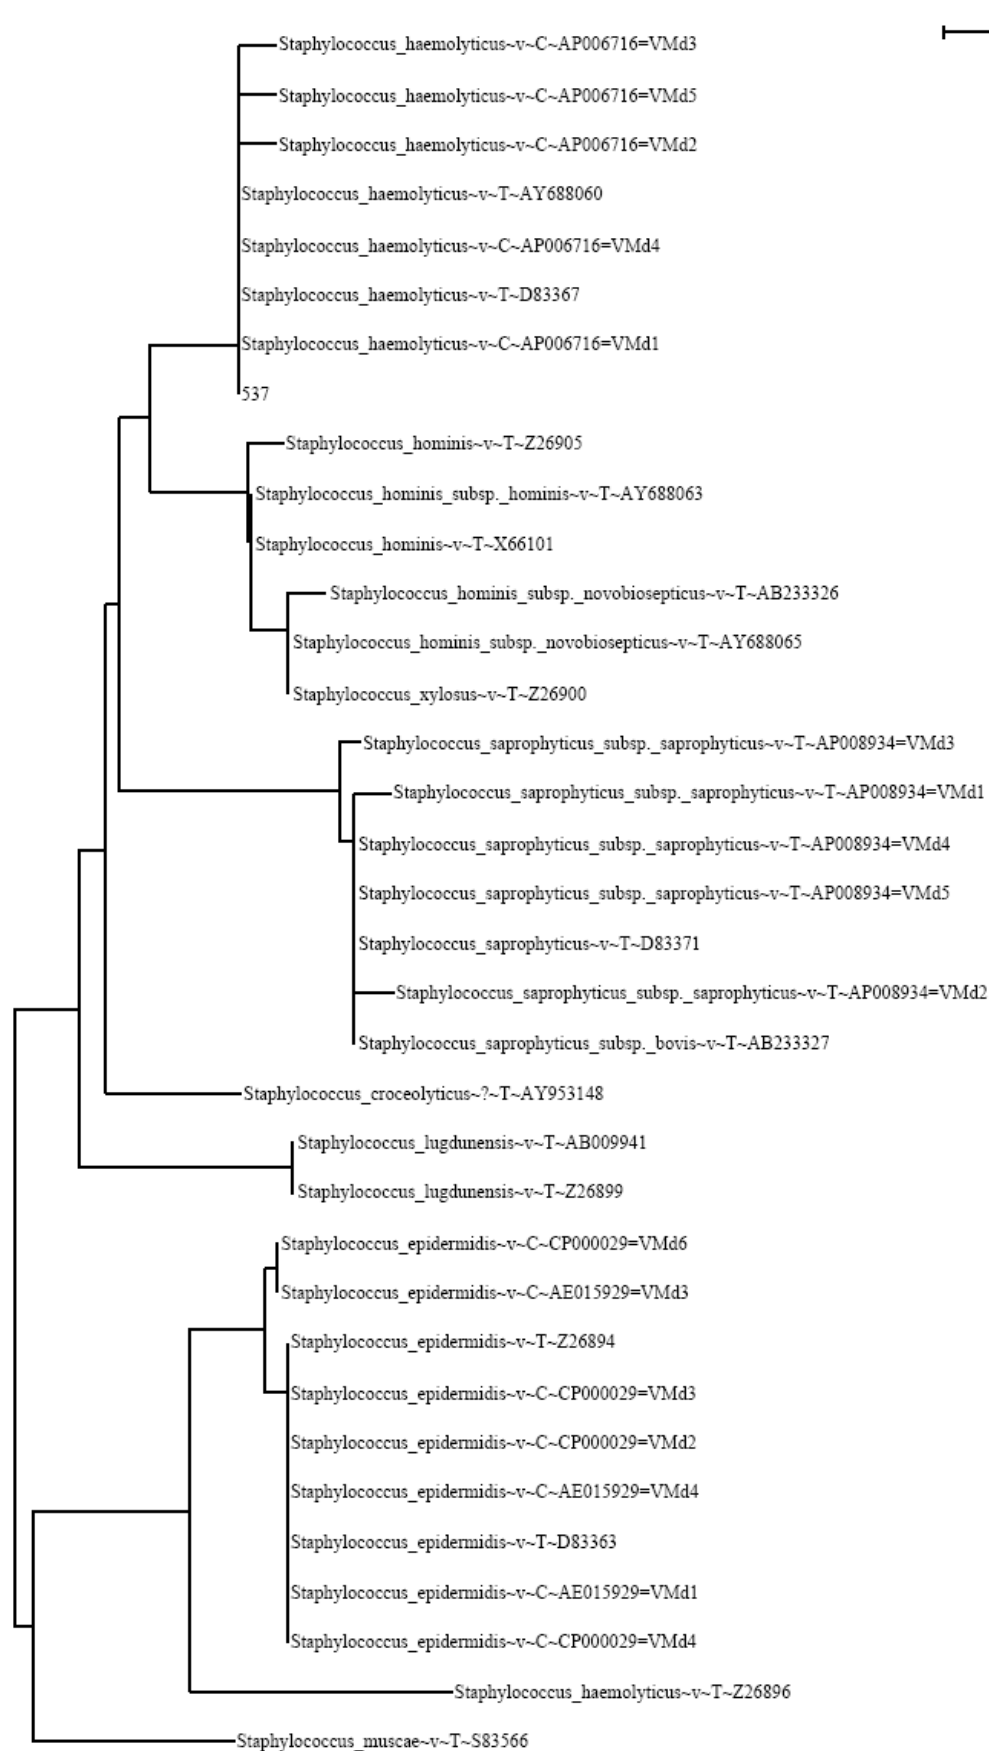 Staphylococcus_haemolyticus~v~C~AP006716=VMd3
Staphylococcus_haemolyticus~v~C~AP006716=VMd5
Staphylococcus_haemolyticus~v~C~AP006716=VMd2
Staphylococcus_haemolyticus~v~T~AY688060
Staphylococcus_haemolyticus~v~C~AP006716=VMd4
Staphylococcus_haemolyticus~v~T~D83367
Staphylococcus_haemolyticus~v~C~AP006716=VMd1
537
Staphylococcus_hominis~v~T~Z26905
Staphylococcus_hominis_subsp._hominis~v~T~AY688063
Staphylococcus_hominis~v~T~X66101
Staphylococcus_hominis_subsp._novobiosepticus~v~T~AB233326
Staphylococcus_hominis_subsp._novobiosepticus~v~T~AY688065
Staphylococcus_xylosus~v~T~Z26900
Staphylococcus_saprophyticus_subsp._saprophyticus~v~T~AP008934=VMd3
Staphylococcus_saprophyticus_subsp._saprophyticus~v~T~AP008934=VMd1
Staphylococcus_saprophyticus_subsp._saprophyticus~v~T~AP008934=VMd4
Staphylococcus_saprophyticus_subsp._saprophyticus~v~T~AP008934=VMd5
Staphylococcus_saprophyticus~v~T~D83371
Staphylococcus_saprophyticus_subsp._saprophyticus~v~T~AP008934=VMd2
Staphylococcus_saprophyticus_subsp._bovis~v~T~AB233327
Staphylococcus_croceolyticus~?~T~AY953148
Staphylococcus_lugdunensis~v~T~AB009941
Staphylococcus_lugdunensis~v~T~Z26899
Staphylococcus_epidermidis~v~C~CP000029=VMd6
Staphylococcus_epidermidis~v~C~AE015929=VMd3
Staphylococcus_epidermidis~v~T~Z26894
Staphylococcus_epidermidis~v~C~CP000029=VMd3
Staphylococcus_epidermidis~v~C~CP000029=VMd2
Staphylococcus_epidermidis~v~C~AE015929=VMd4
Staphylococcus_epidermidis~v~T~D83363
Staphylococcus_epidermidis~v~C~AE015929=VMd1
Staphylococcus_epidermidis~v~C~CP000029=VMd4
Staphylococcus_haemolyticus~v~T~Z26896
Staphylococcus_muscae~v~T~S83566